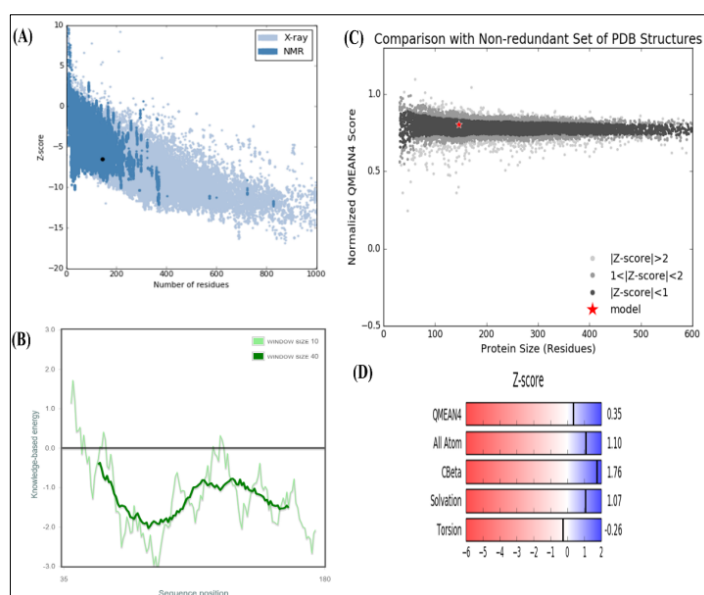 (A)
X-ray
NMR
10
5
0
−5
−10
−15
−20
Z-score
0 200 400 600 800 1000
Number of residues
(B)
WINDOW SIZE 10
WINDOW SIZE 40
3.0
2.0
1.0
0.0
-1.0
-2.0
-3.0
Knowledge-based energy
35 180
Sequence position
(C)
Comparison with Non-redundant Set of PDB Structures
1.0
0.5
0.0
−0.5
Normalized QMEAN4 Score
|Z-score|>2
1<|Z-score|<2
|Z-score|<1
model
0 100 200 300 400 500 600
Protein Size (Residues)
(D)
Z-score
QMEAN4 0.35
All Atom 1.10
CBeta 1.76
Solvation 1.07
Torsion -0.26
−6 −5 −4 −3 −2 −1 0 1 2